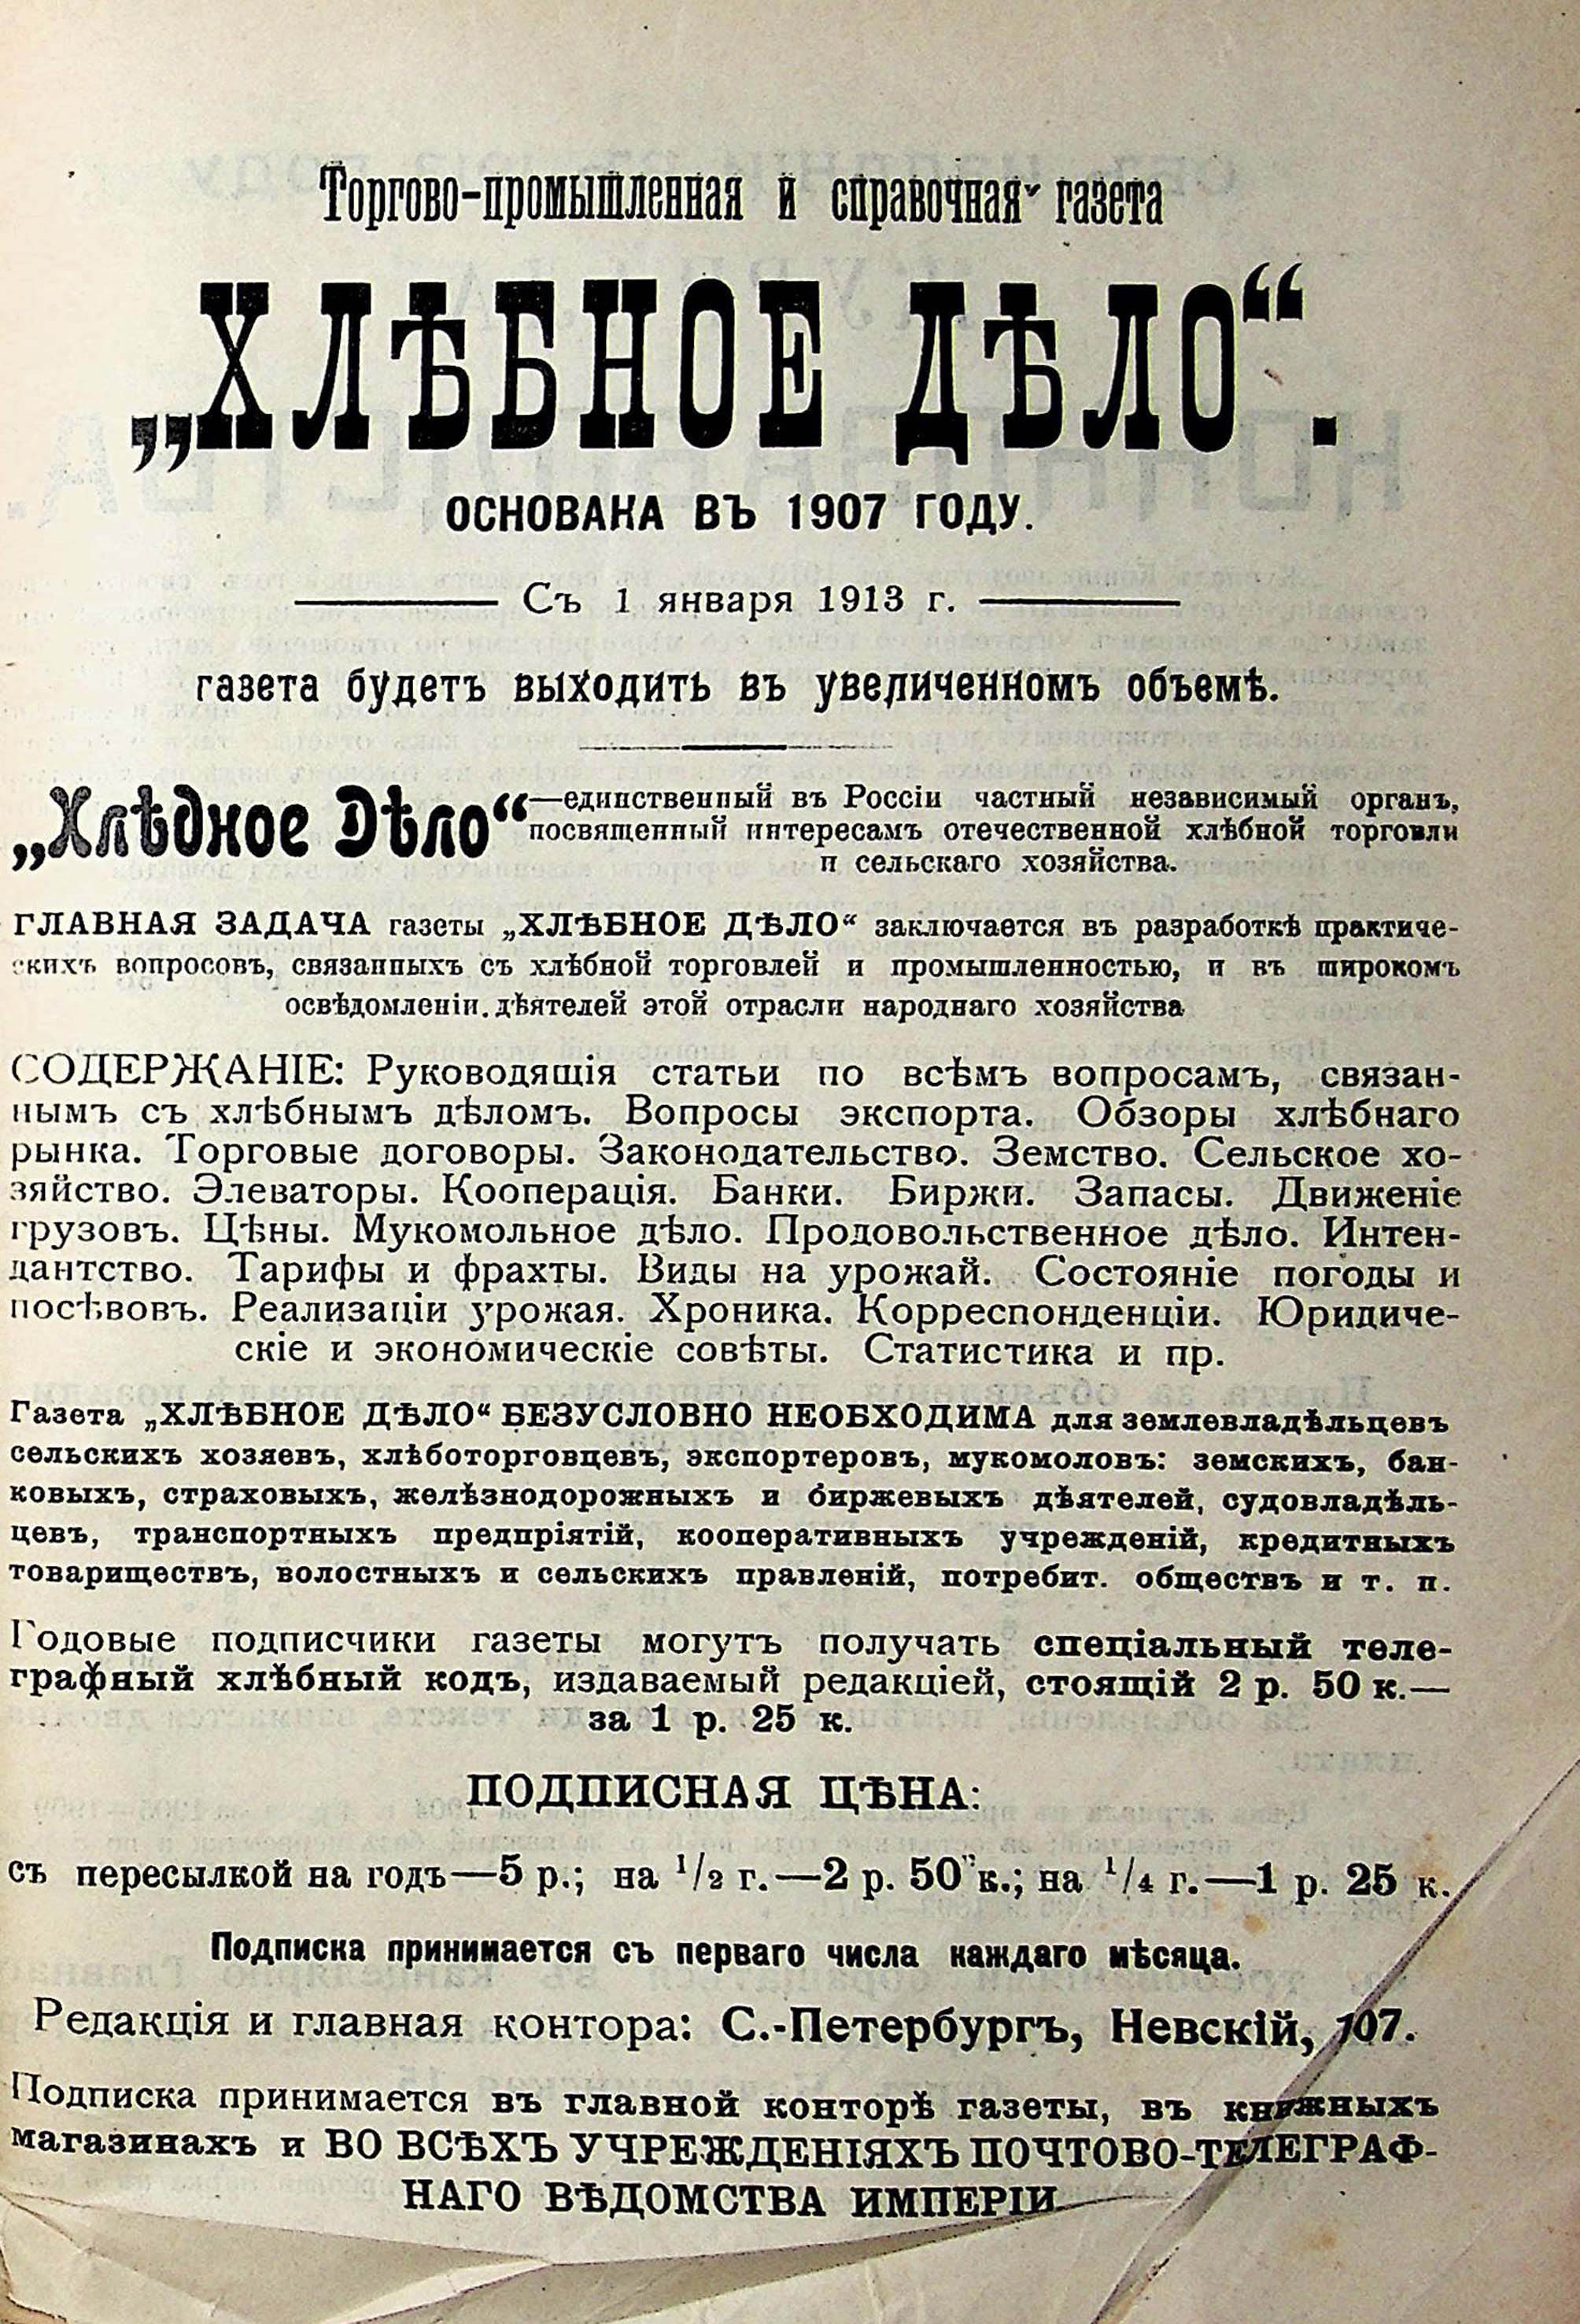 Торгово-промышленная и справочная газета
„ХЛѢБНОЕ ДѢЛО“.
ОСНОВАНА ВЪ 1907 ГОДУ.
Съ 1 января 1913 г.
газета будетъ выходить въ увеличенномъ объемѣ.
„Хлѣбное Дѣло“—единственный въ Россіи частный независимый органъ,
посвященный интересамъ отечественной хлѣбной торговли
и сельскаго хозяйства.
ГЛАВНАЯ ЗАДАЧА газеты „ХЛѢБНОЕ ДѢЛО“ заключается въ разработкѣ практиче-
скихъ вопросовъ, связанныхъ съ хлѣбной торговлей и промышленностью, и въ широкомъ
освѣдомленіи дѣятелей этой отрасли народнаго хозяйства
СОДЕРЖАНІЕ: Руководящія статьи по всѣмъ вопросамъ, связан-
нымъ съ хлѣбнымъ дѣломъ. Вопросы экспорта. Обзоры хлѣбнаго
рынка. Торговые договоры. Законодательство. Земство. Сельское хо-
зяйство. Элеваторы. Кооперація. Банки. Биржи. Запасы. Движеніе
грузовъ. Цѣны. Мукомольное дѣло. Продовольственное дѣло. Интен-
дантство. Тарифы и фрахты. Виды на урожай. Состояніе погоды и
посѣвовъ. Реализаціи урожая. Хроника. Корреспонденціи. Юридиче-
скіе и экономическіе совѣты. Статистика и пр.
Газета „ХЛѢБНОЕ ДѢЛО“ БЕЗУСЛОВНО НЕОБХОДИМА для землевладѣльцевъ
сельскихъ хозяевъ, хлѣботорговцевъ, экспортеровъ, мукомоловъ: земскихъ, бан-
ковыхъ, страховыхъ, желѣзнодорожныхъ и биржевыхъ дѣятелей, судовладѣль-
цевъ, транспортныхъ предпріятій, кооперативныхъ учрежденій, кредитныхъ
товариществъ, волостныхъ и сельскихъ правленій, потребит. обществъ и т. п.
Годовые подписчики газеты могутъ получать спеціальный теле-
графный хлѣбный кодъ, издаваемый редакціей, стоящій 2 р. 50 к.—
за 1 р. 25 к.
ПОДПИСНАЯ ЦѢНА:
съ пересылкой на годъ—5 р.; на 1/2 г.—2 р. 50 к.; на 1/4 г.—1 р. 25 к.
Подписка принимается съ перваго числа каждаго мѣсяца.
Редакція и главная контора: С.-Петербургъ, Невскій, 107.
Подписка принимается въ главной конторѣ газеты, въ книжныхъ
магазинахъ и ВО ВСѢХЪ УЧРЕЖДЕНІЯХЪ ПОЧТОВО-ТЕЛЕГРАФ-
НАГО ВѢДОМСТВА ИМПЕРІИ